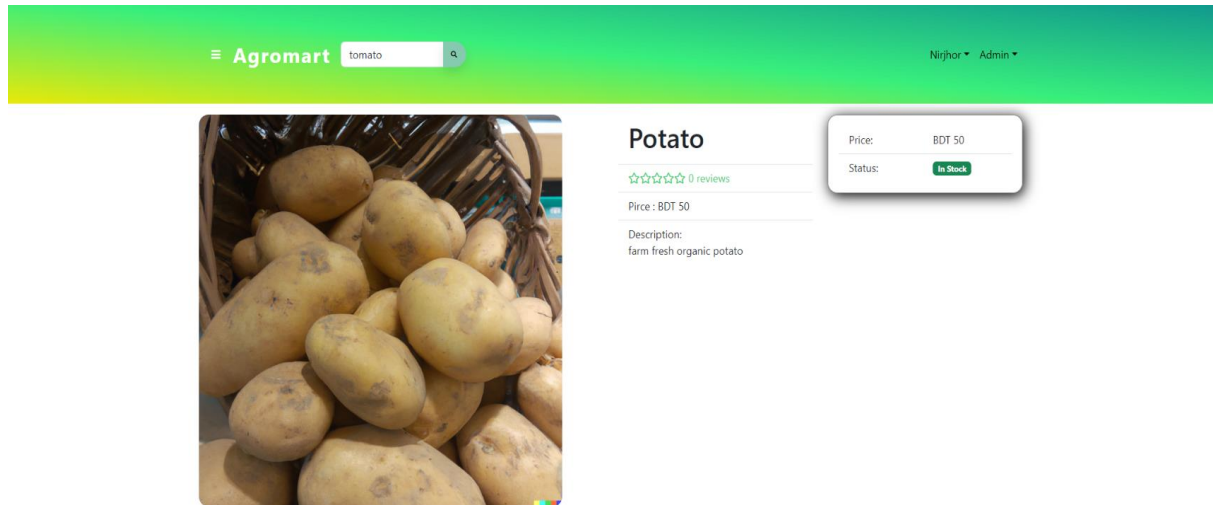 Agromart tomato Nirjhor Admin
Potato
0 reviews
Pirce : BDT 50
Description:
farm fresh organic potato
Price: BDT 50
Status: In Stock